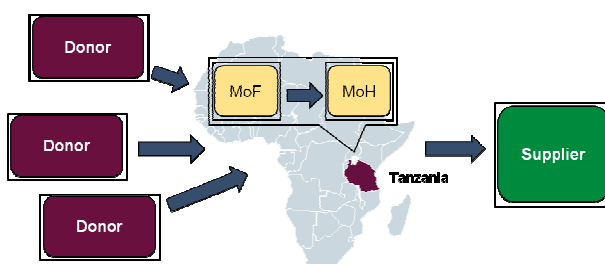 Donor
MoF
MoH
Donor
Supplier
Tanzania
Donor